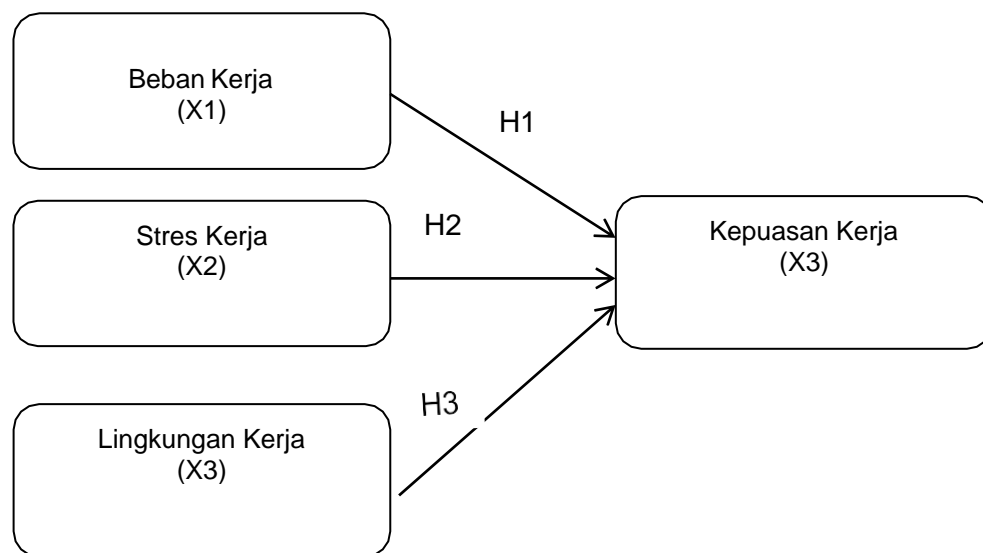 Beban Kerja
(X1)
H1
Stres Kerja
(X2)
H2
Kepuasan Kerja
(X3)
H3
Lingkungan Kerja
(X3)